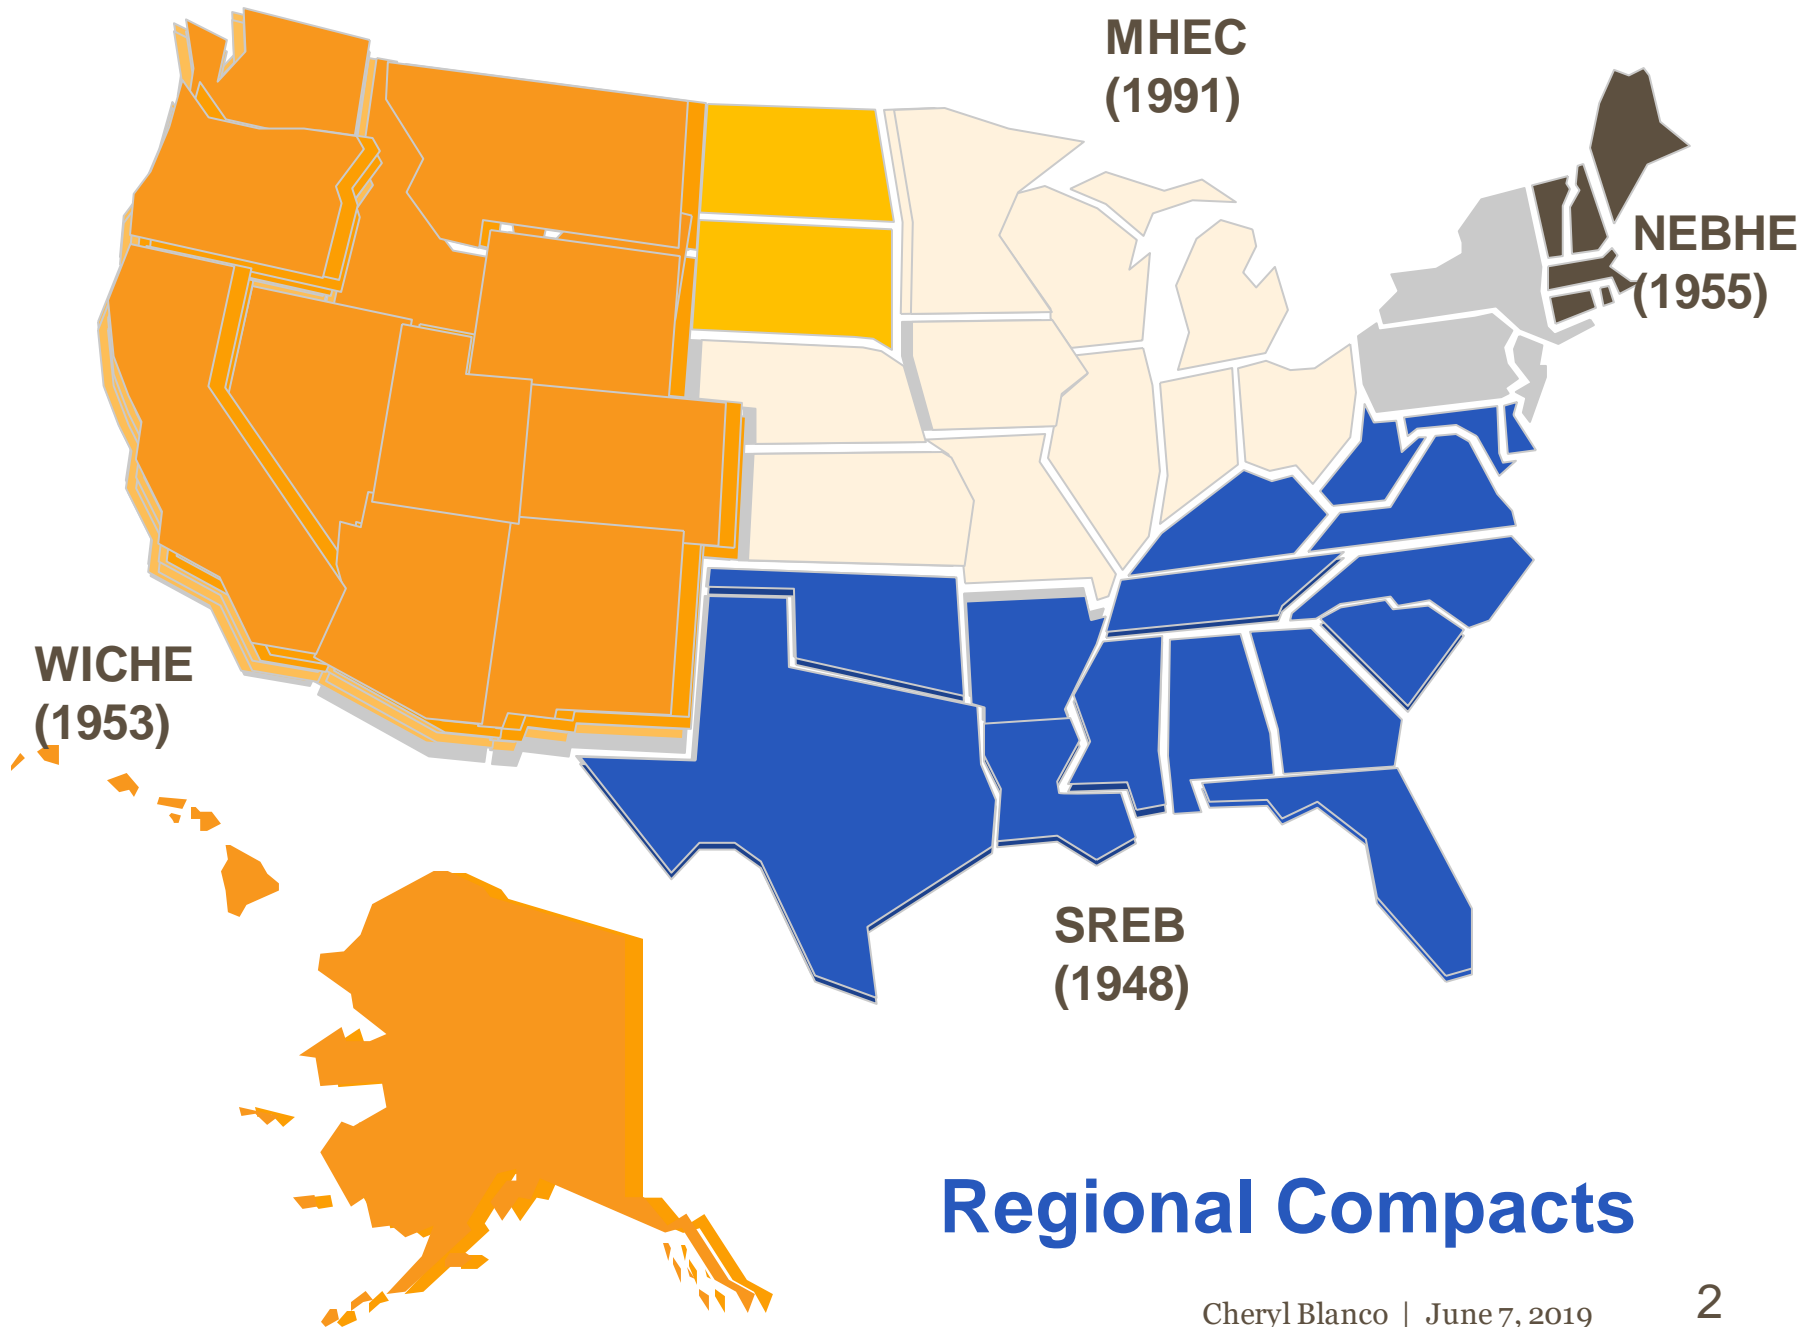 MHEC
(1991)
NEBHE
(1955)
WICHE
(1953)
SREB
(1948)
Regional Compacts
Cheryl Blanco | June 7, 2019
2